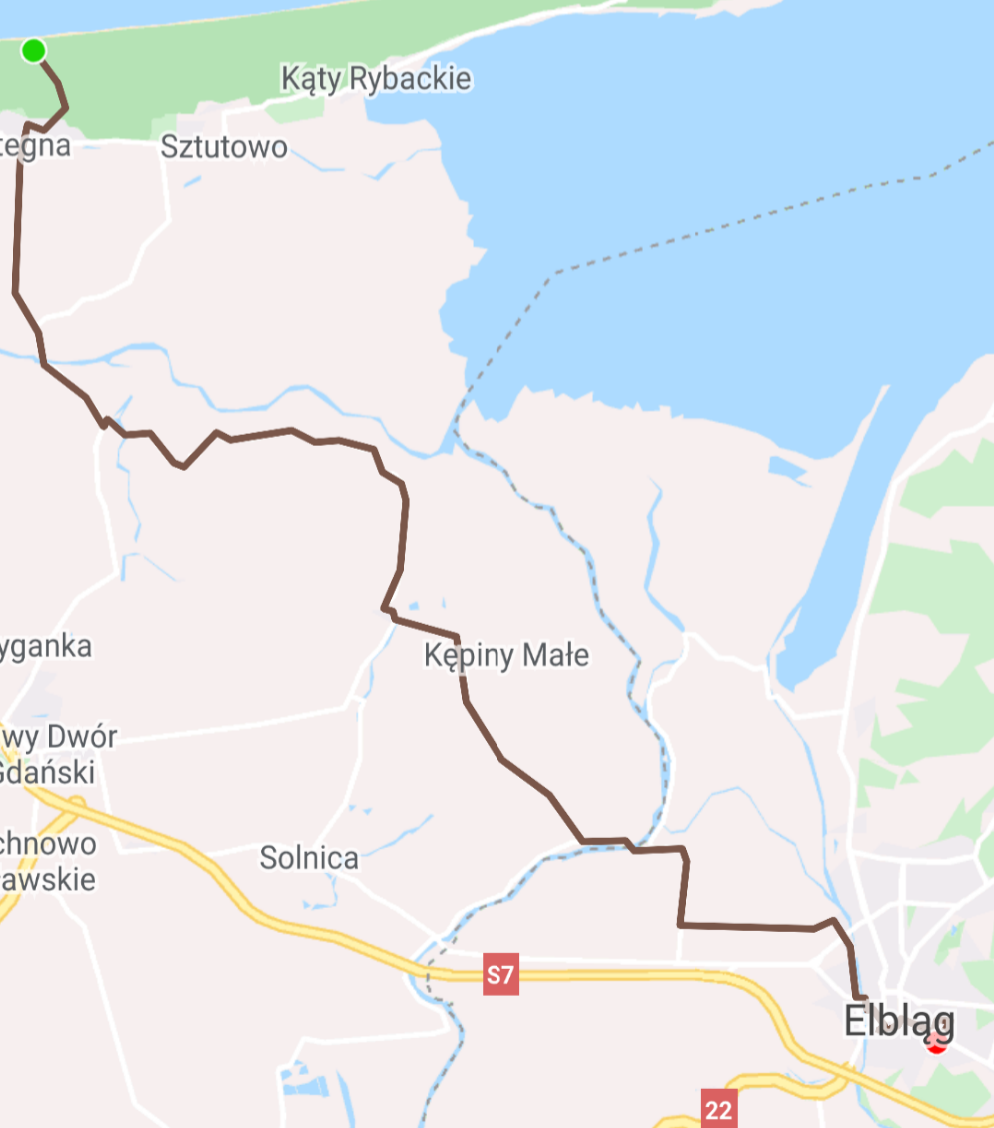 Kąty Rybackie
tegna
Sztutowo
yganka
Kępiny Małe
wy Dwór
Gdański
chnowo
awskie
Solnica
S7
Elbląg
22